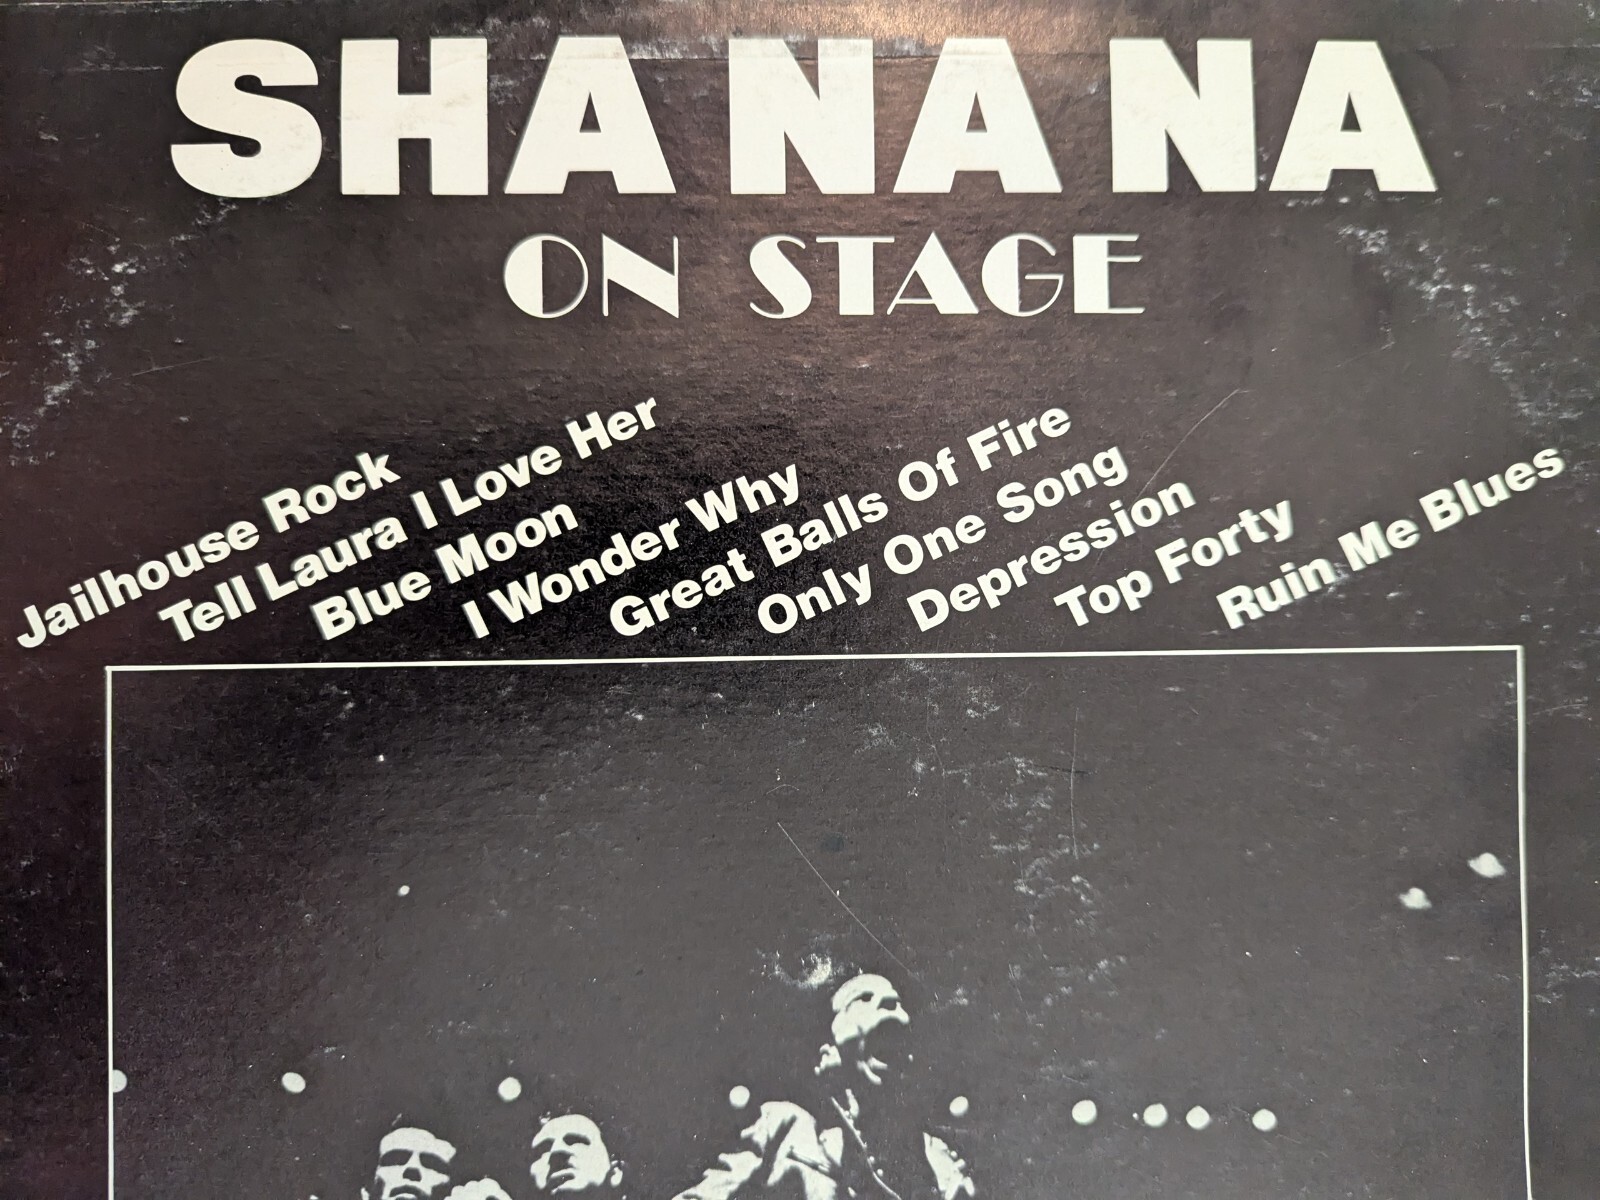 SHA NA NA
ON STAGE
Jailhouse Rock
Tell Laura I Love Her
Blue Moon
I Wonder Why
Great Balls Of Fire
Only One Song
Depression
Top Forty
Ruin Me Blues